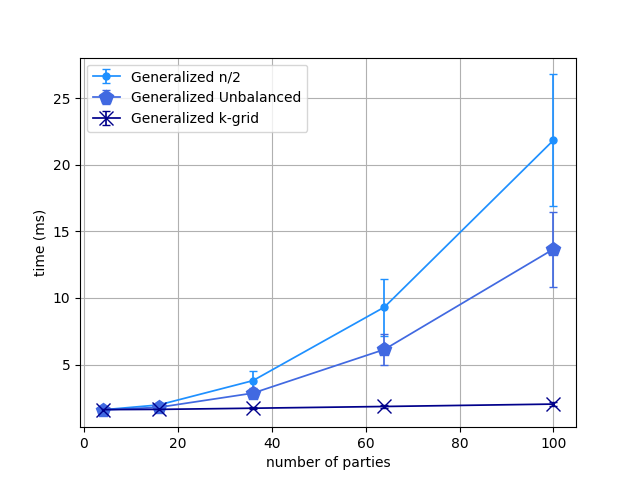 Generalized n/2
Generalized Unbalanced
Generalized k-grid
25
20
15
10
5
time (ms)
0
20
40
60
80
100
number of parties